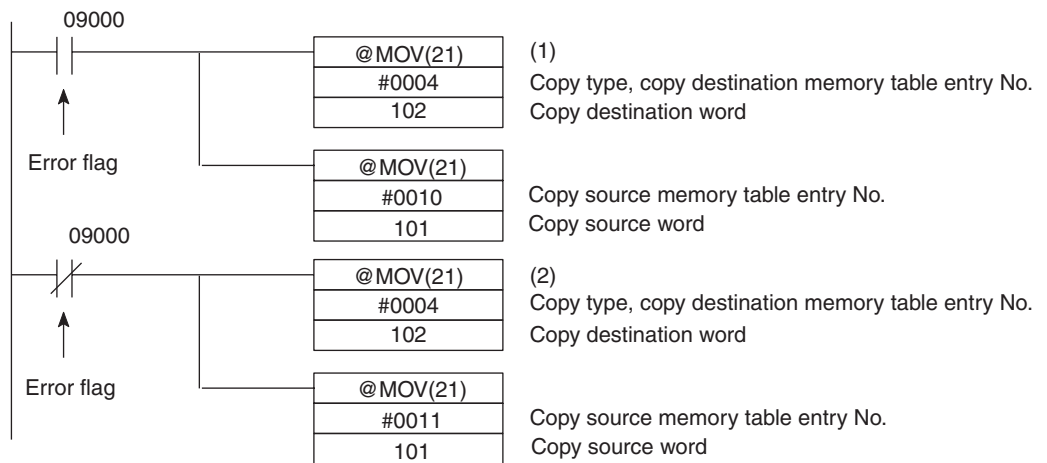 09000
@MOV(21) (1)
#0004 Copy type, copy destination memory table entry No.
102 Copy destination word
Error flag
@MOV(21)
#0010 Copy source memory table entry No.
101 Copy source word
09000
@MOV(21) (2)
#0004 Copy type, copy destination memory table entry No.
102 Copy destination word
Error flag
@MOV(21)
#0011 Copy source memory table entry No.
101 Copy source word